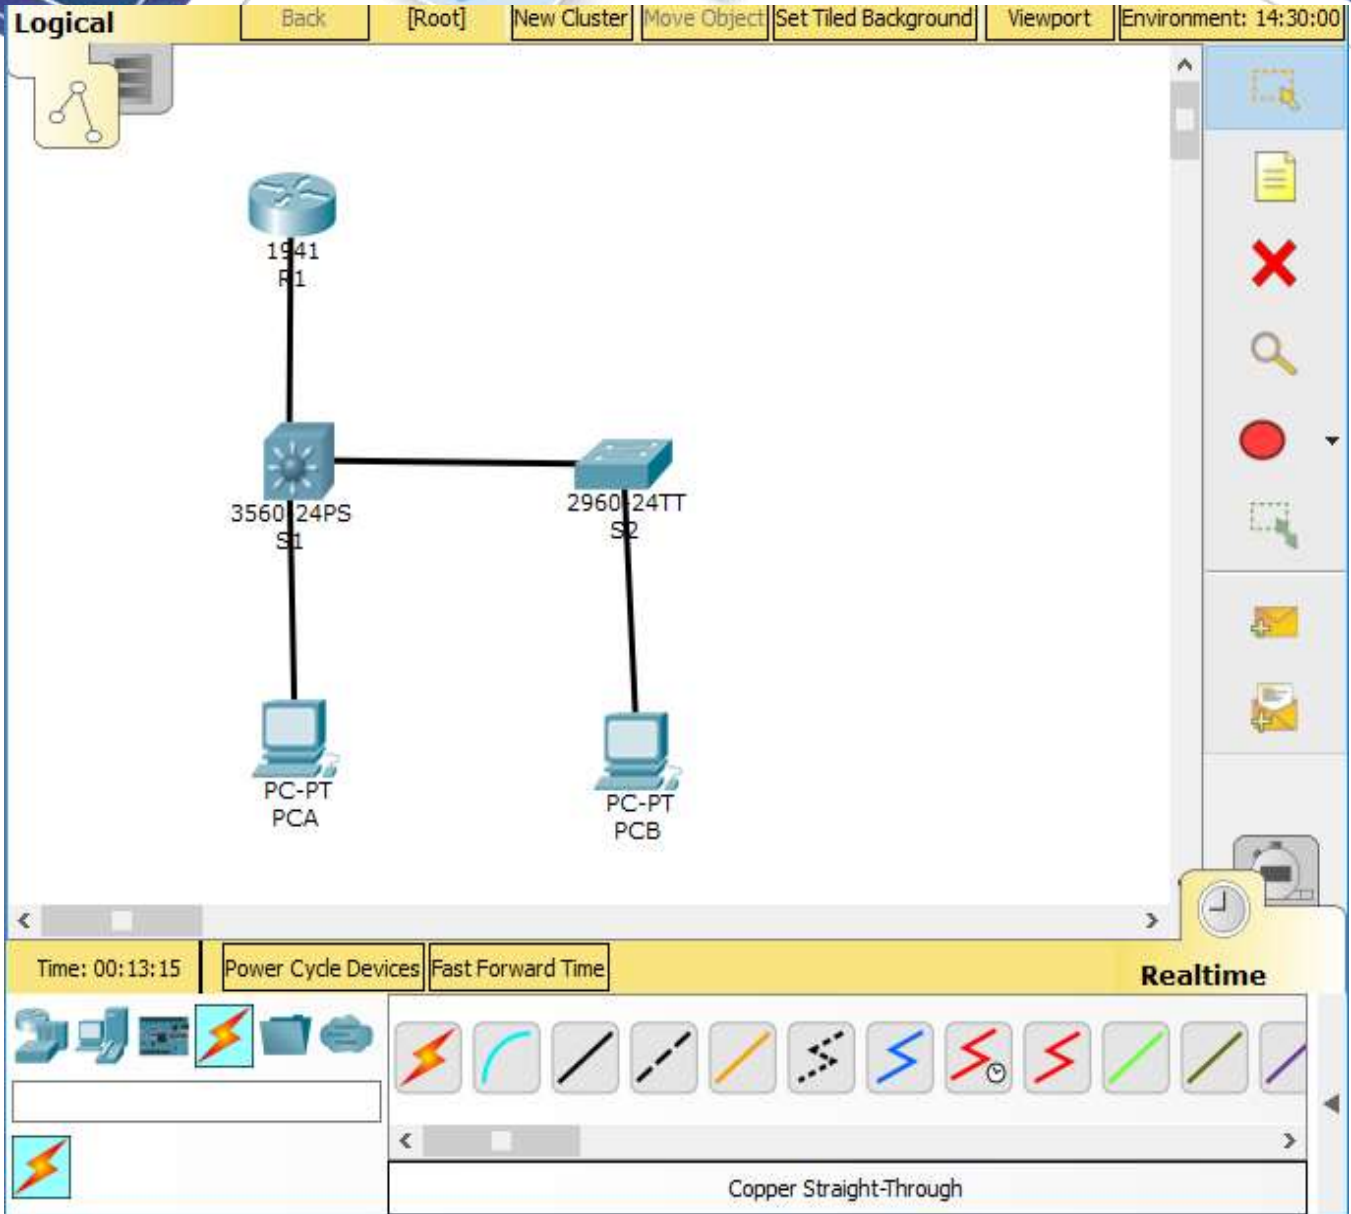 Logical
Back
[Root]
New Cluster
Move Object
Set Tiled Background
Viewport
Environment: 14:30:00
1941
R1
3560-24PS
S1
2960-24TT
S2
PC-PT
PCA
PC-PT
PCB
Time: 00:13:15
Power Cycle Devices
Fast Forward Time
Realtime
Copper Straight-Through